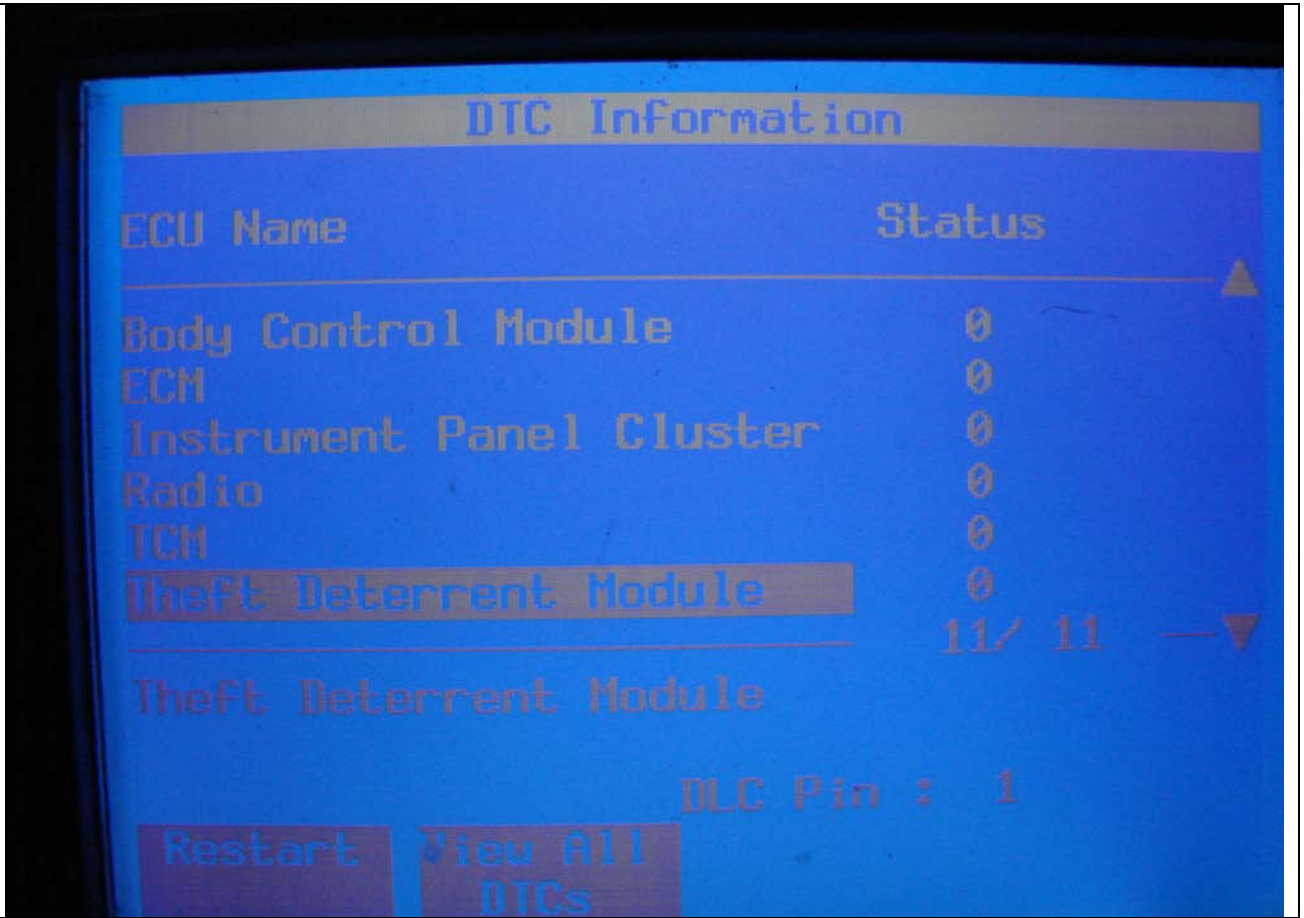 DTC Information
ECU Name Status
Body Control Module 0
ECM 0
Instrument Panel Cluster 0
Radio 0
TCM 0
Theft Deterrent Module 0
11/ 11
Theft Deterrent Module
DLC Pin : 1
Restart View All
DTCs